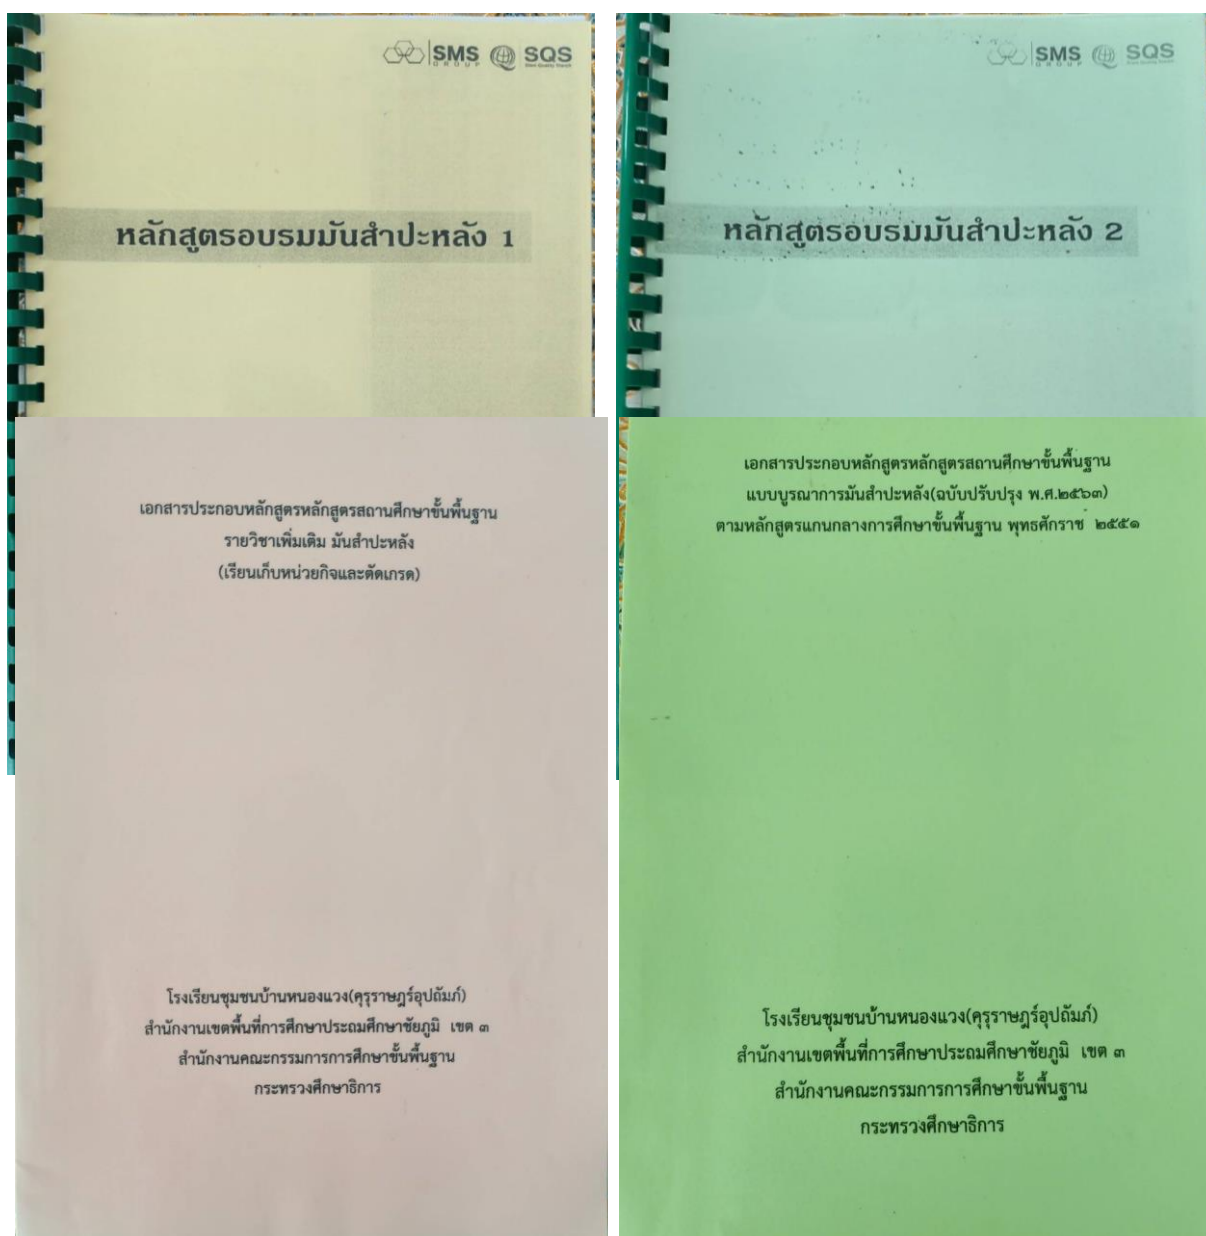 SMS
GROUP
SQS
หลักสูตรอบรมมันสำปะหลัง 1
SMS
GROUP
SQS
หลักสูตรอบรมมันสำปะหลัง 2
เอกสารประกอบหลักสูตรหลักสูตรสถานศึกษาขั้นพื้นฐาน
รายวิชาเพิ่มเติม มันสำปะหลัง
(เรียนเก็บหน่วยกิจและตัดเกรด)
โรงเรียนชุมชนบ้านหนองแวง(คุรุราษฎร์อุปถัมภ์)
สำนักงานเขตพื้นที่การศึกษาประถมศึกษาชัยภูมิ เขต ๓
สำนักงานคณะกรรมการการศึกษาขั้นพื้นฐาน
กระทรวงศึกษาธิการ
เอกสารประกอบหลักสูตรหลักสูตรสถานศึกษาขั้นพื้นฐาน
แบบบูรณาการมันสำปะหลัง(ฉบับปรับปรุง พ.ศ.๒๕๖๓)
ตามหลักสูตรแกนกลางการศึกษาขั้นพื้นฐาน พุทธศักราช ๒๕๕๑
โรงเรียนชุมชนบ้านหนองแวง(คุรุราษฎร์อุปถัมภ์)
สำนักงานเขตพื้นที่การศึกษาประถมศึกษาชัยภูมิ เขต ๓
สำนักงานคณะกรรมการการศึกษาขั้นพื้นฐาน
กระทรวงศึกษาธิการ